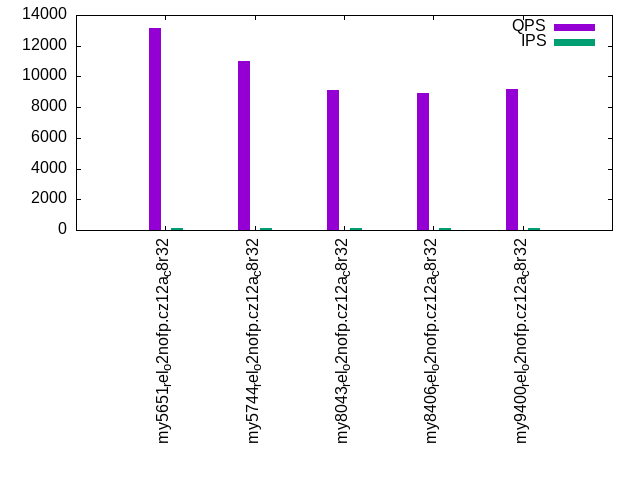 14000
12000
10000
8000
6000
4000
2000
0
QPS
IPS
my5651rel_o2nofp.cz12a_c8r32
my5744rel_o2nofp.cz12a_c8r32
my8043rel_o2nofp.cz12a_c8r32
my8406rel_o2nofp.cz12a_c8r32
my9400rel_o2nofp.cz12a_c8r32